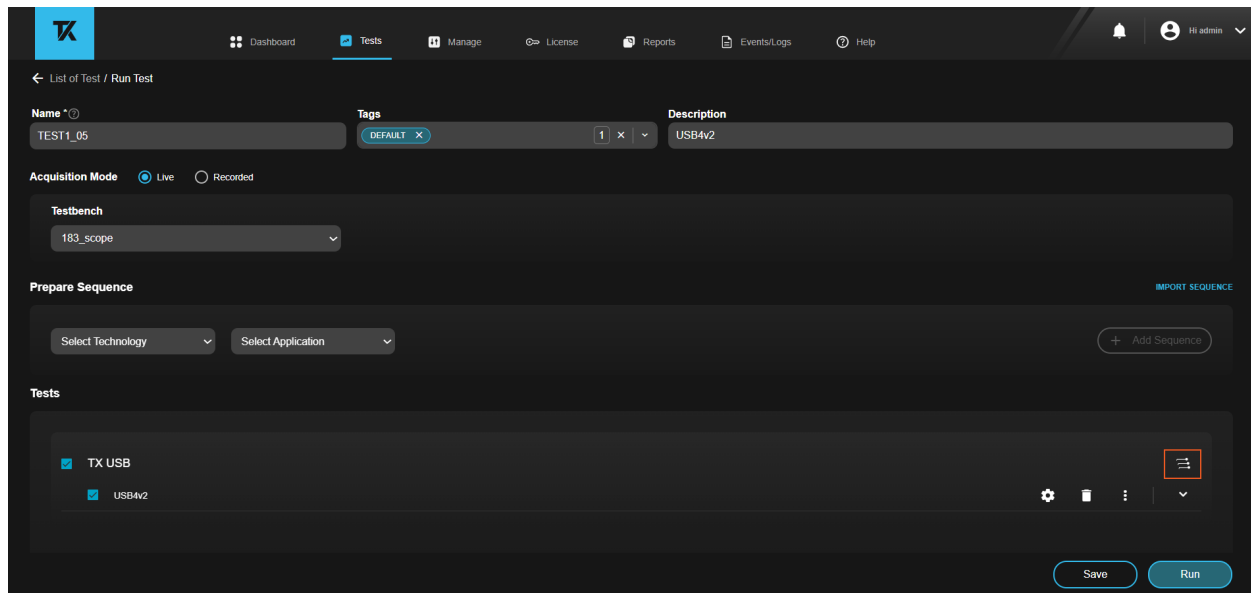 TK
Dashboard Tests Manage License Reports Events/Logs Help Hi admin
List of Test / Run Test
Name * Tags Description
TEST1_05 DEFAULT 1 USB4v2
Acquisition Mode Live Recorded
Testbench
183_scope
Prepare Sequence IMPORT SEQUENCE
Select Technology Select Application + Add Sequence
Tests
TX USB
USB4v2
Save Run